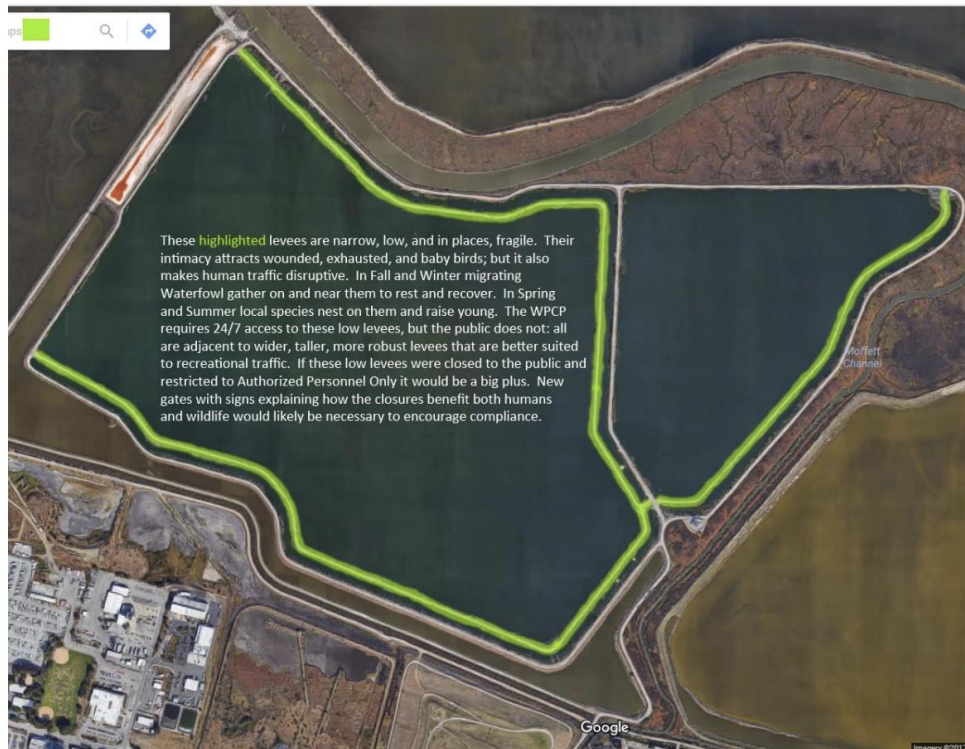 aps
These highlighted levees are narrow, low, and in places, fragile.  Their
intimacy attracts wounded, exhausted, and baby birds; but it also
makes human traffic disruptive.  In Fall and Winter migrating
Waterfowl gather on and near them to rest and recover.  In Spring
and Summer local species nest on them and raise young.  The WPCP
requires 24/7 access to these low levees, but the public does not: all
are adjacent to wider, taller, more robust levees that are better suited
to recreational traffic.  If these low levees were closed to the public and
restricted to Authorized Personnel Only it would be a big plus.  New
gates with signs explaining how the closures benefit both humans
and wildlife would likely be necessary to encourage compliance.
Moffett
Channel
Google
Imagery ©201